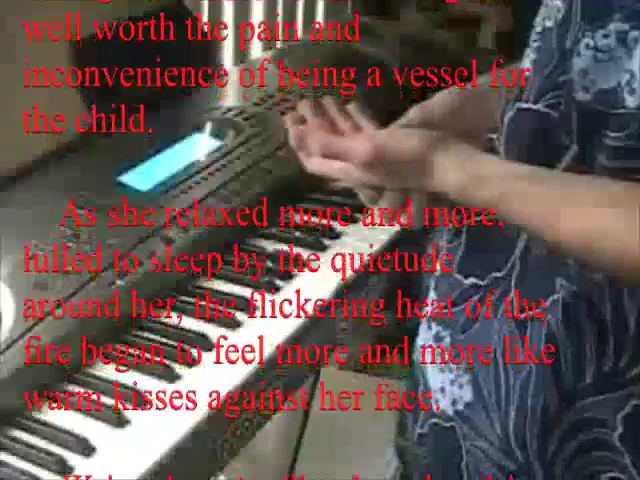 well worth the pain and
inconvenience of being a vessel for
the child.
As she relaxed more and more,
lulled to sleep by the quietude
around her, the flickering heat of the
fire began to feel more and more like
warm kisses against her face.